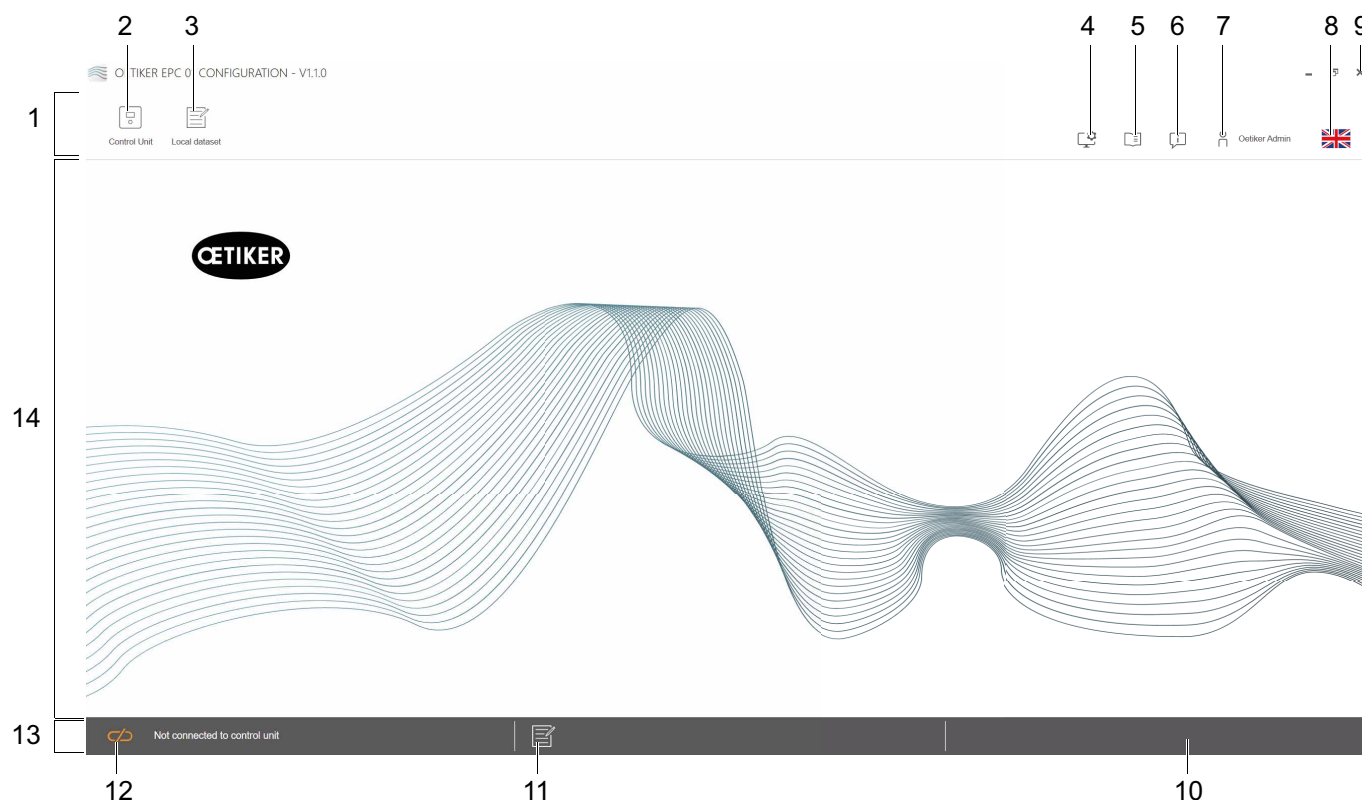 2 3 4 5 6 7 8 9
OETIKER EPC 01 CONFIGURATION - V1.1.0
1
Control Unit Local dataset Oetiker Admin
ŒTIKER
14
13 Not connected to control unit
12 11 10